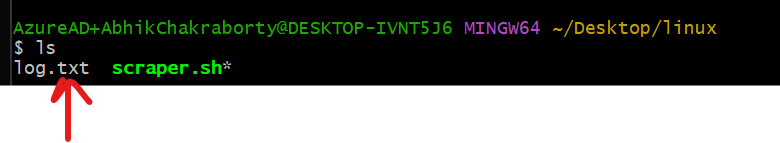 AzureAD+AbhikChakraborty@DESKTOP-IVNT5J6 MINGW64 ~/Desktop/linux
$ ls
log.txt  scraper.sh*